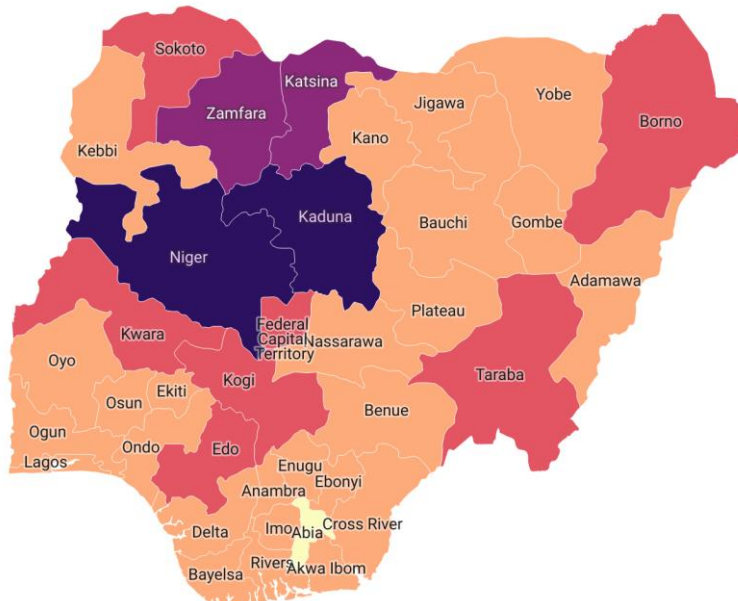 Sokoto
Katsina
Zamfara
Jigawa
Yobe
Borno
Kano
Kebbi
Kaduna
Bauchi
Gombe
Niger
Adamawa
Plateau
Federal
Capital
Territory
Nassarawa
Kwara
Oyo
Kogi
Taraba
Ekiti
Osun
Benue
Ogun
Ondo
Edo
Lagos
Enugu
Ebonyi
Anambra
Delta
Imo
Abia
Cross River
Bayelsa
Rivers
Akwa Ibom